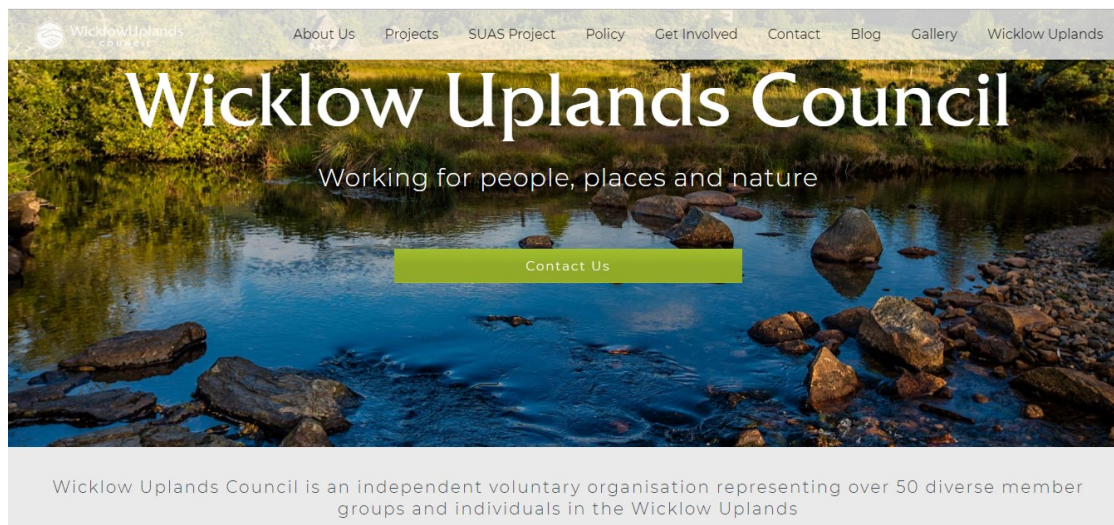 WicklowUplands
COUNCIL
About Us Projects SUAS Project Policy Get Involved Contact Blog Gallery Wicklow Uplands
Wicklow Uplands Council
Working for people, places and nature
Contact Us
Wicklow Uplands Council is an independent voluntary organisation representing over 50 diverse member
groups and individuals in the Wicklow Uplands